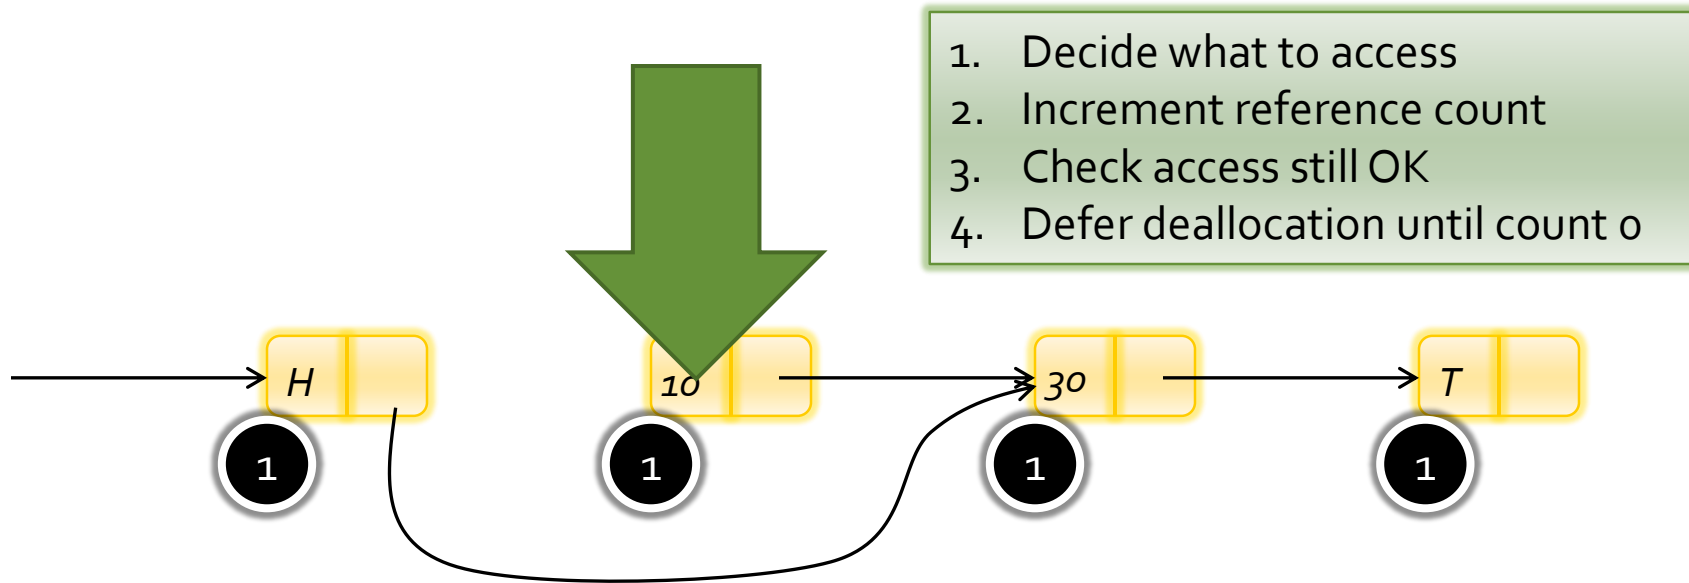 1. Decide what to access
2. Increment reference count
3. Check access still OK
4. Defer deallocation until count 0
H 10 30 T
1 1 1 1